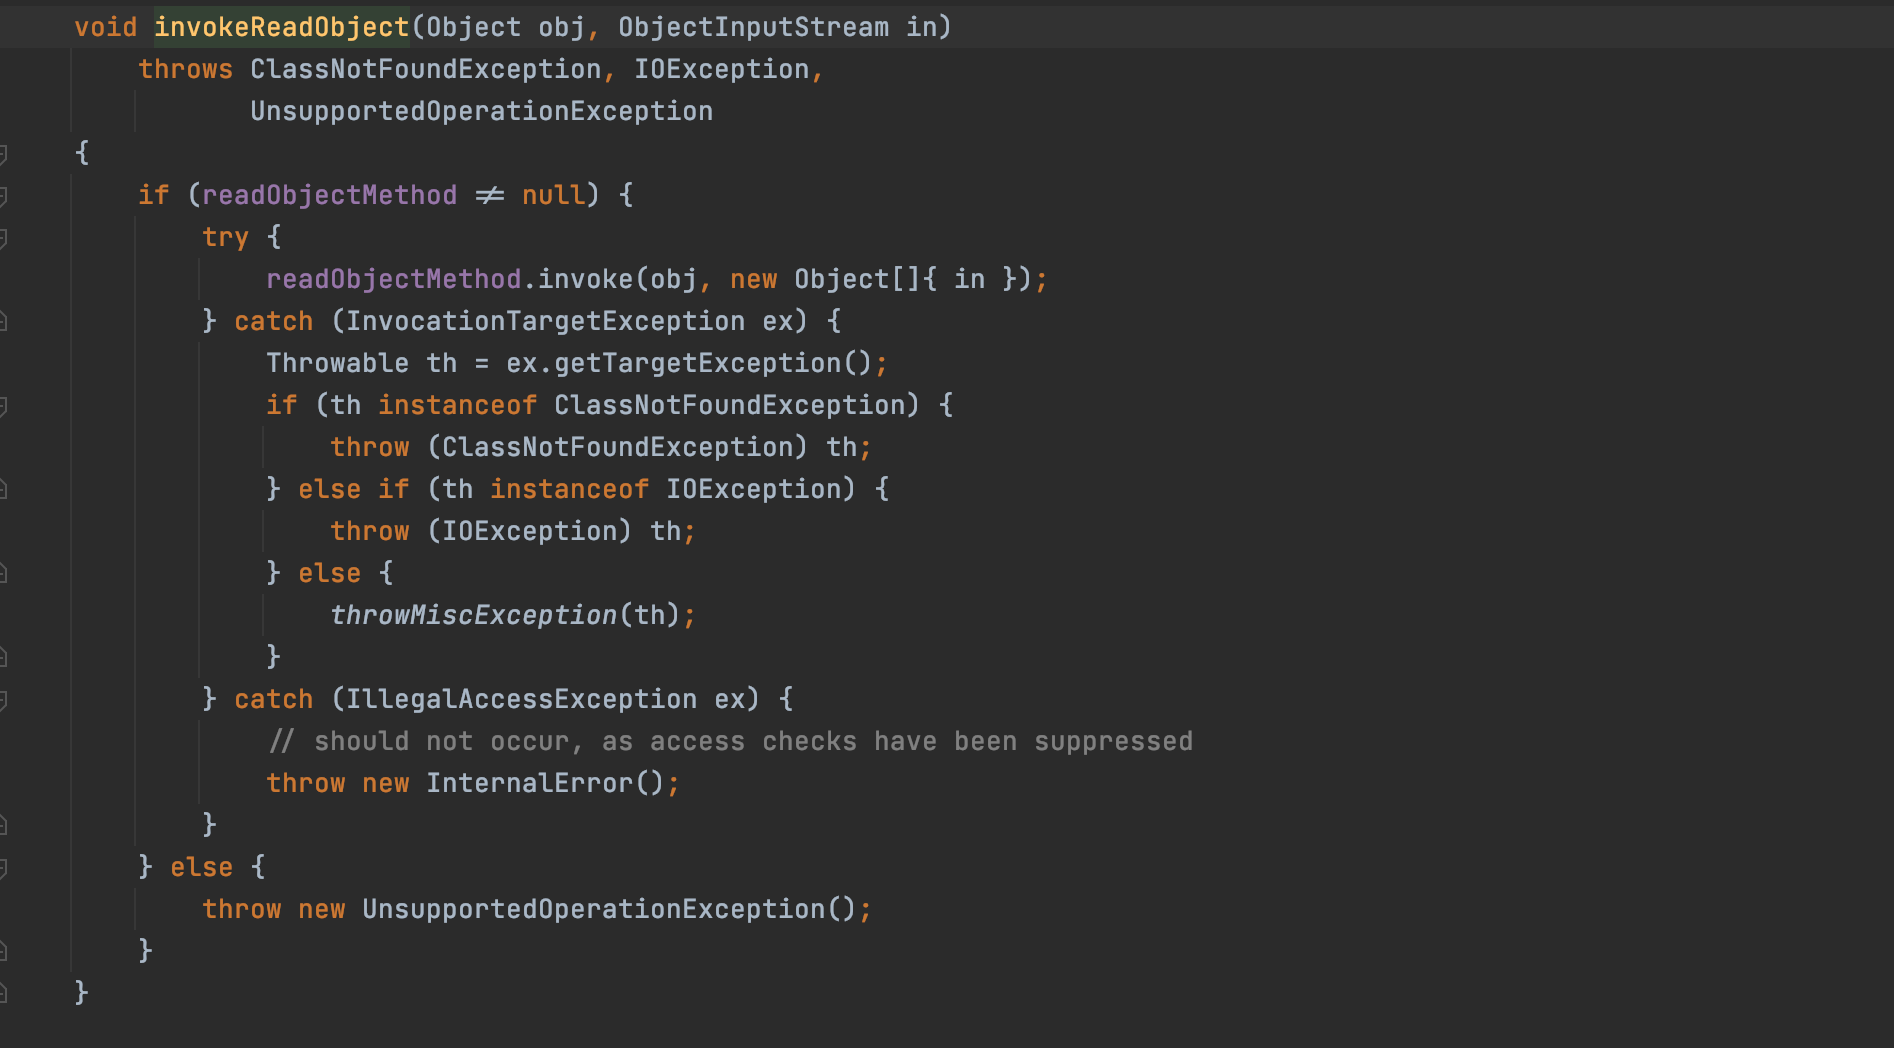 void invokeReadObject(Object obj, ObjectInputStream in)
    throws ClassNotFoundException, IOException,
           UnsupportedOperationException
{
    if (readObjectMethod != null) {
        try {
            readObjectMethod.invoke(obj, new Object[]{ in });
        } catch (InvocationTargetException ex) {
            Throwable th = ex.getTargetException();
            if (th instanceof ClassNotFoundException) {
                throw (ClassNotFoundException) th;
            } else if (th instanceof IOException) {
                throw (IOException) th;
            } else {
                throwMiscException(th);
            }
        } catch (IllegalAccessException ex) {
            // should not occur, as access checks have been suppressed
            throw new InternalError();
        }
    } else {
        throw new UnsupportedOperationException();
    }
}